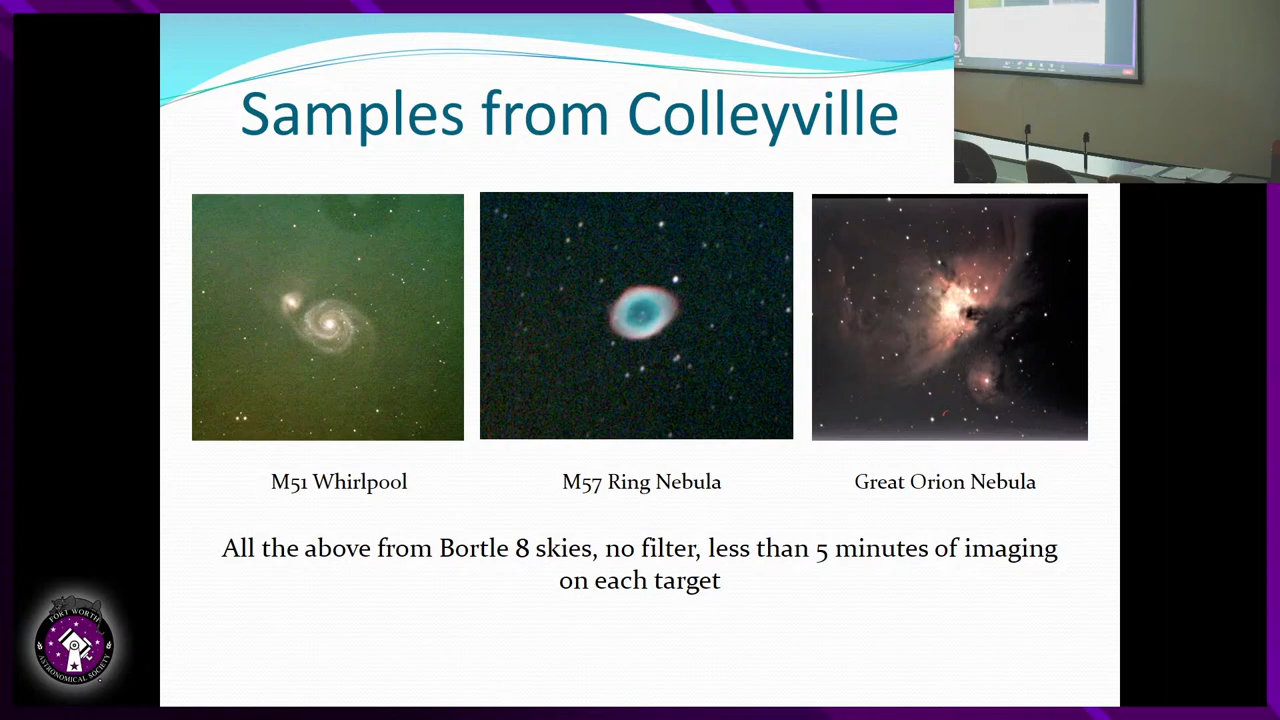 Samples from Colleyville
M51 Whirlpool
M57 Ring Nebula
Great Orion Nebula
All the above from Bortle 8 skies, no filter, less than 5 minutes of imaging
on each target
FORT WORTH
ASTRONOMICAL SOCIETY